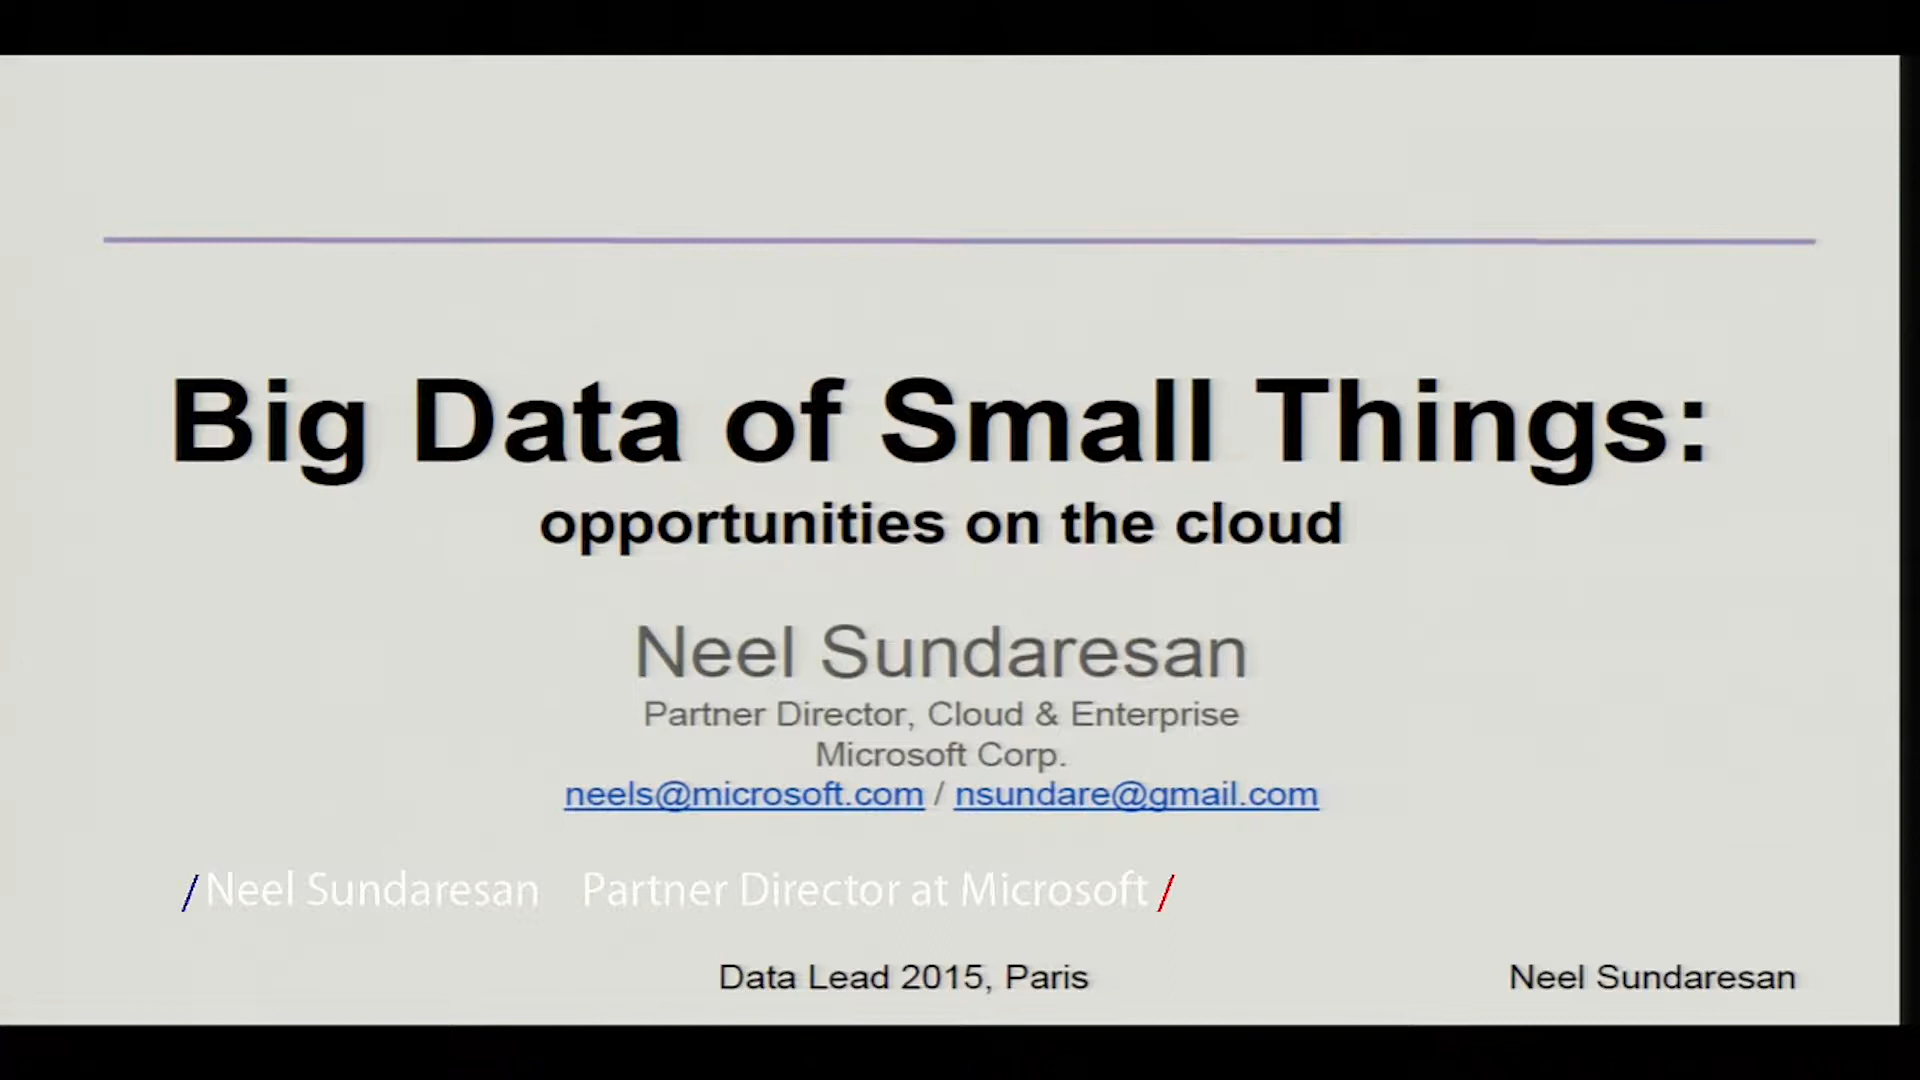 Big Data of Small Things:
opportunities on the cloud
Neel Sundaresan
Partner Director, Cloud & Enterprise
Microsoft Corp.
neels@microsoft.com / nsundare@gmail.com
/ Neel Sundaresan Partner Director at Microsoft /
Data Lead 2015, Paris
Neel Sundaresan